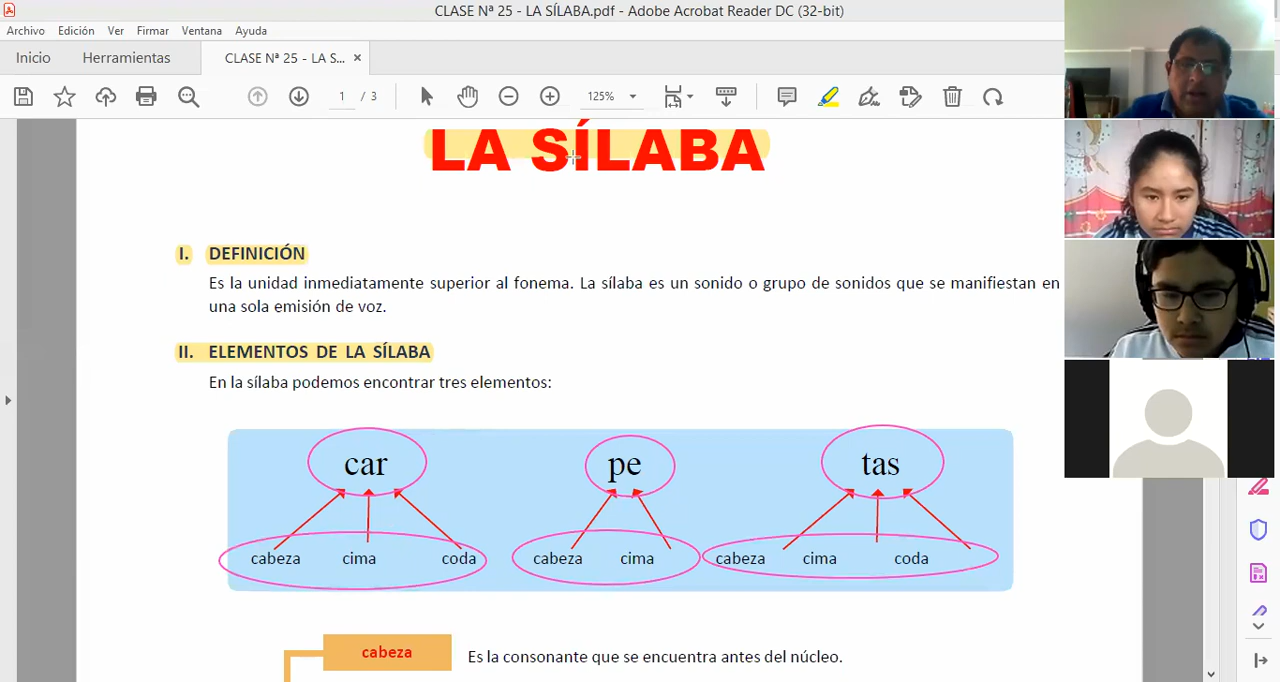 CLASE Nª 25 - LA SÍLABA.pdf - Adobe Acrobat Reader DC (32-bit)
Archivo Edición Ver Firmar Ventana Ayuda
Inicio Herramientas CLASE Nª 25 - LA S... ×
1 / 3 125%
LA SÍLABA
I. DEFINICIÓN
Es la unidad inmediatamente superior al fonema. La sílaba es un sonido o grupo de sonidos que se manifiestan en
una sola emisión de voz.
II. ELEMENTOS DE LA SÍLABA
En la sílaba podemos encontrar tres elementos:
car pe tas
cabeza cima coda cabeza cima cabeza cima coda
cabeza Es la consonante que se encuentra antes del núcleo.